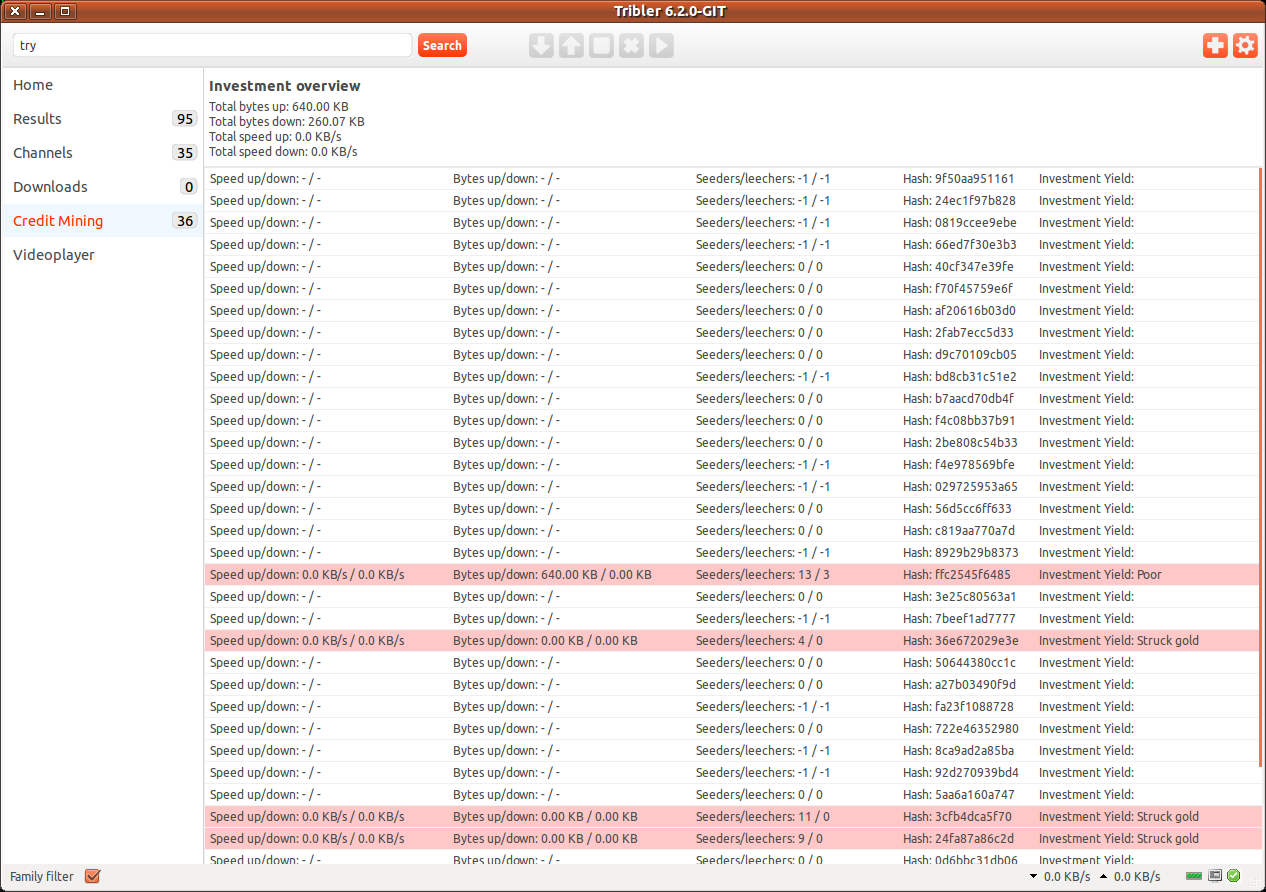 Tribler 6.2.0-GIT
try Search
Home
Results 95
Channels 35
Downloads 0
Credit Mining 36
Videoplayer
Investment overview
Total bytes up: 640.00 KB
Total bytes down: 260.07 KB
Total speed up: 0.0 KB/s
Total speed down: 0.0 KB/s
Speed up/down: - / - Bytes up/down: - / - Seeders/leechers: -1 / -1 Hash: 9f50aa951161 Investment Yield:
Speed up/down: - / - Bytes up/down: - / - Seeders/leechers: -1 / -1 Hash: 24ec1f97b828 Investment Yield:
Speed up/down: - / - Bytes up/down: - / - Seeders/leechers: -1 / -1 Hash: 0819ccee9ebe Investment Yield:
Speed up/down: - / - Bytes up/down: - / - Seeders/leechers: -1 / -1 Hash: 66ed7f30e3b3 Investment Yield:
Speed up/down: - / - Bytes up/down: - / - Seeders/leechers: 0 / 0 Hash: 40cf347e39fe Investment Yield:
Speed up/down: - / - Bytes up/down: - / - Seeders/leechers: 0 / 0 Hash: f70f45759e6f Investment Yield:
Speed up/down: - / - Bytes up/down: - / - Seeders/leechers: 0 / 0 Hash: af20616b03d0 Investment Yield:
Speed up/down: - / - Bytes up/down: - / - Seeders/leechers: 0 / 0 Hash: 2fab7ecc5d33 Investment Yield:
Speed up/down: - / - Bytes up/down: - / - Seeders/leechers: 0 / 0 Hash: d9c70109cb05 Investment Yield:
Speed up/down: - / - Bytes up/down: - / - Seeders/leechers: -1 / -1 Hash: bd8cb31c51e2 Investment Yield:
Speed up/down: - / - Bytes up/down: - / - Seeders/leechers: 0 / 0 Hash: b7aacd70db4f Investment Yield:
Speed up/down: - / - Bytes up/down: - / - Seeders/leechers: 0 / 0 Hash: f4c08bb37b91 Investment Yield:
Speed up/down: - / - Bytes up/down: - / - Seeders/leechers: 0 / 0 Hash: 2be808c54b33 Investment Yield:
Speed up/down: - / - Bytes up/down: - / - Seeders/leechers: -1 / -1 Hash: f4e978569bfe Investment Yield:
Speed up/down: - / - Bytes up/down: - / - Seeders/leechers: -1 / -1 Hash: 029725953a65 Investment Yield:
Speed up/down: - / - Bytes up/down: - / - Seeders/leechers: 0 / 0 Hash: 56d5cc6ff633 Investment Yield:
Speed up/down: - / - Bytes up/down: - / - Seeders/leechers: 0 / 0 Hash: c819aa770a7d Investment Yield:
Speed up/down: - / - Bytes up/down: - / - Seeders/leechers: -1 / -1 Hash: 8929b29b8373 Investment Yield:
Speed up/down: 0.0 KB/s / 0.0 KB/s Bytes up/down: 640.00 KB / 0.00 KB Seeders/leechers: 13 / 3 Hash: ffc2545f6485 Investment Yield: Poor
Speed up/down: - / - Bytes up/down: - / - Seeders/leechers: 0 / 0 Hash: 3e25c80563a1 Investment Yield:
Speed up/down: - / - Bytes up/down: - / - Seeders/leechers: -1 / -1 Hash: 7beef1ad7777 Investment Yield:
Speed up/down: 0.0 KB/s / 0.0 KB/s Bytes up/down: 0.00 KB / 0.00 KB Seeders/leechers: 4 / 0 Hash: 36e672029e3e Investment Yield: Struck gold
Speed up/down: - / - Bytes up/down: - / - Seeders/leechers: 0 / 0 Hash: 50644380cc1c Investment Yield:
Speed up/down: - / - Bytes up/down: - / - Seeders/leechers: 0 / 0 Hash: a27b03490f9d Investment Yield:
Speed up/down: - / - Bytes up/down: - / - Seeders/leechers: -1 / -1 Hash: fa23f1088728 Investment Yield:
Speed up/down: - / - Bytes up/down: - / - Seeders/leechers: 0 / 0 Hash: 722e46352980 Investment Yield:
Speed up/down: - / - Bytes up/down: - / - Seeders/leechers: -1 / -1 Hash: 8ca9ad2a85ba Investment Yield:
Speed up/down: - / - Bytes up/down: - / - Seeders/leechers: -1 / -1 Hash: 92d270939bd4 Investment Yield:
Speed up/down: - / - Bytes up/down: - / - Seeders/leechers: 0 / 0 Hash: 5aa6a160a747 Investment Yield:
Speed up/down: 0.0 KB/s / 0.0 KB/s Bytes up/down: 0.00 KB / 0.00 KB Seeders/leechers: 11 / 0 Hash: 3cfb4dca5f70 Investment Yield: Struck gold
Speed up/down: 0.0 KB/s / 0.0 KB/s Bytes up/down: 0.00 KB / 0.00 KB Seeders/leechers: 9 / 0 Hash: 24fa87a86c2d Investment Yield: Struck gold
Speed up/down: - / - Bytes up/down: - / - Seeders/leechers: 0 / 0 Hash: 0d6bbc31db06 Investment Yield:
Family filter 0.0 KB/s 0.0 KB/s